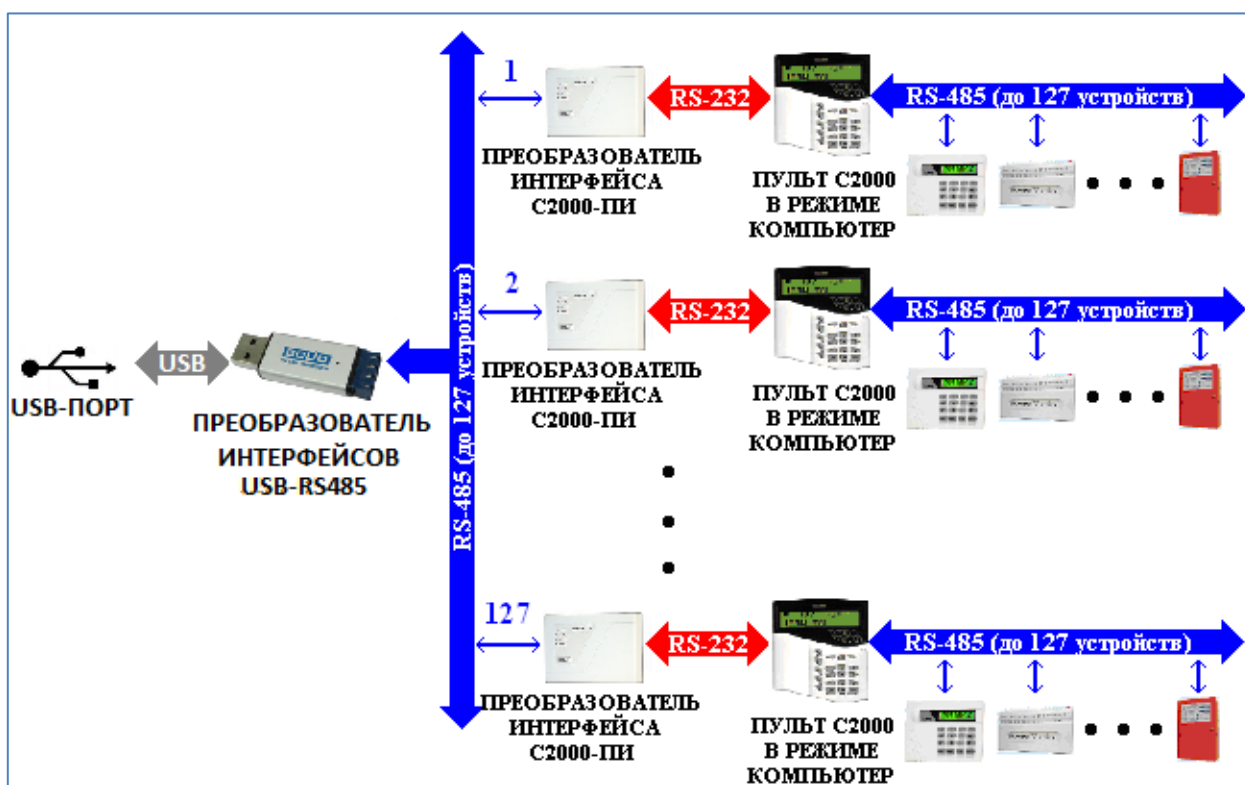 1
RS-232
RS-485 (до 127 устройств)
ПРЕОБРАЗОВАТЕЛЬ
ИНТЕРФЕЙСА
С2000-ПИ
ПУЛЬТ С2000
В РЕЖИМЕ
КОМПЬЮТЕР
2
RS-232
RS-485 (до 127 устройств)
ПРЕОБРАЗОВАТЕЛЬ
ИНТЕРФЕЙСА
С2000-ПИ
ПУЛЬТ С2000
В РЕЖИМЕ
КОМПЬЮТЕР
USB
USB-ПОРТ
ПРЕОБРАЗОВАТЕЛЬ
ИНТЕРФЕЙСОВ
USB-RS485
RS-485 (до 127 устройств)
127
RS-232
RS-485 (до 127 устройств)
ПРЕОБРАЗОВАТЕЛЬ
ИНТЕРФЕЙСА
С2000-ПИ
ПУЛЬТ С2000
В РЕЖИМЕ
КОМПЬЮТЕР